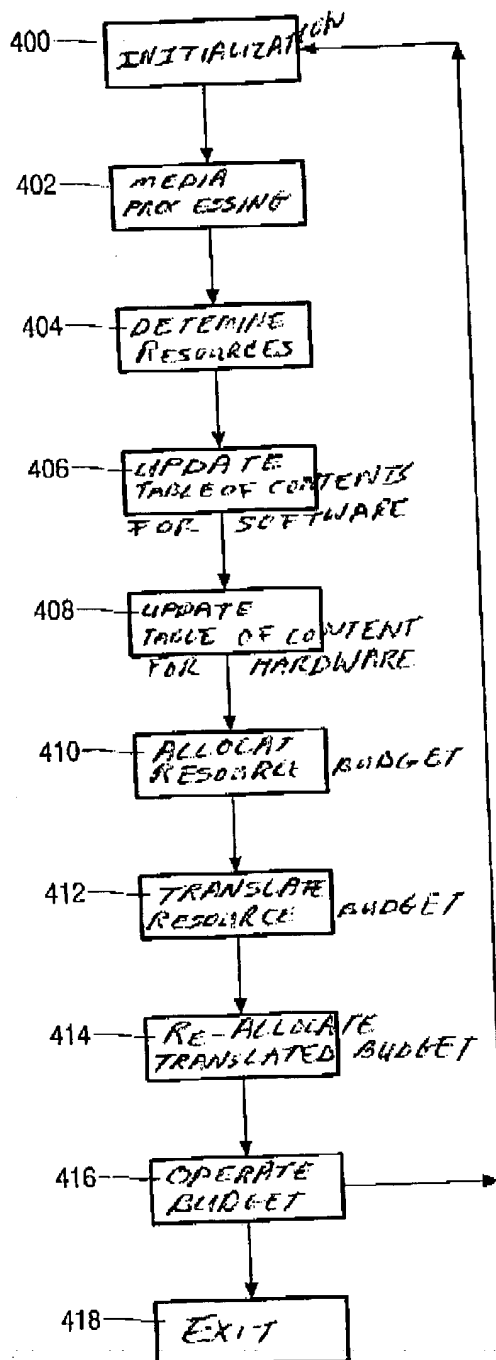 400
INITIALIZATION
402
MEDIA
PROCESSING
404
DETEMINE
RESOURCES
406
UPDATE
TABLE OF CONTENTS
FOR SOFTWARE
408
UPDATE
TABLE OF CONTENT
FOR HARDWARE
410
ALLOCAT
RESOURCE BUDGET
412
TRANSLATE
RESOURCE BUDGET
414
RE-ALLOCATE
TRANSLATED BUDGET
416
OPERATE
BUDGET
418
EXIT